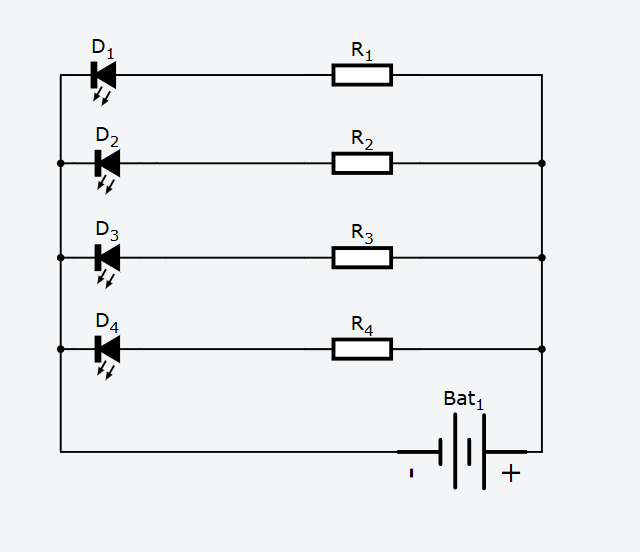 D₁
R₁
D₂
R₂
D₃
R₃
D₄
R₄
Bat₁
- +